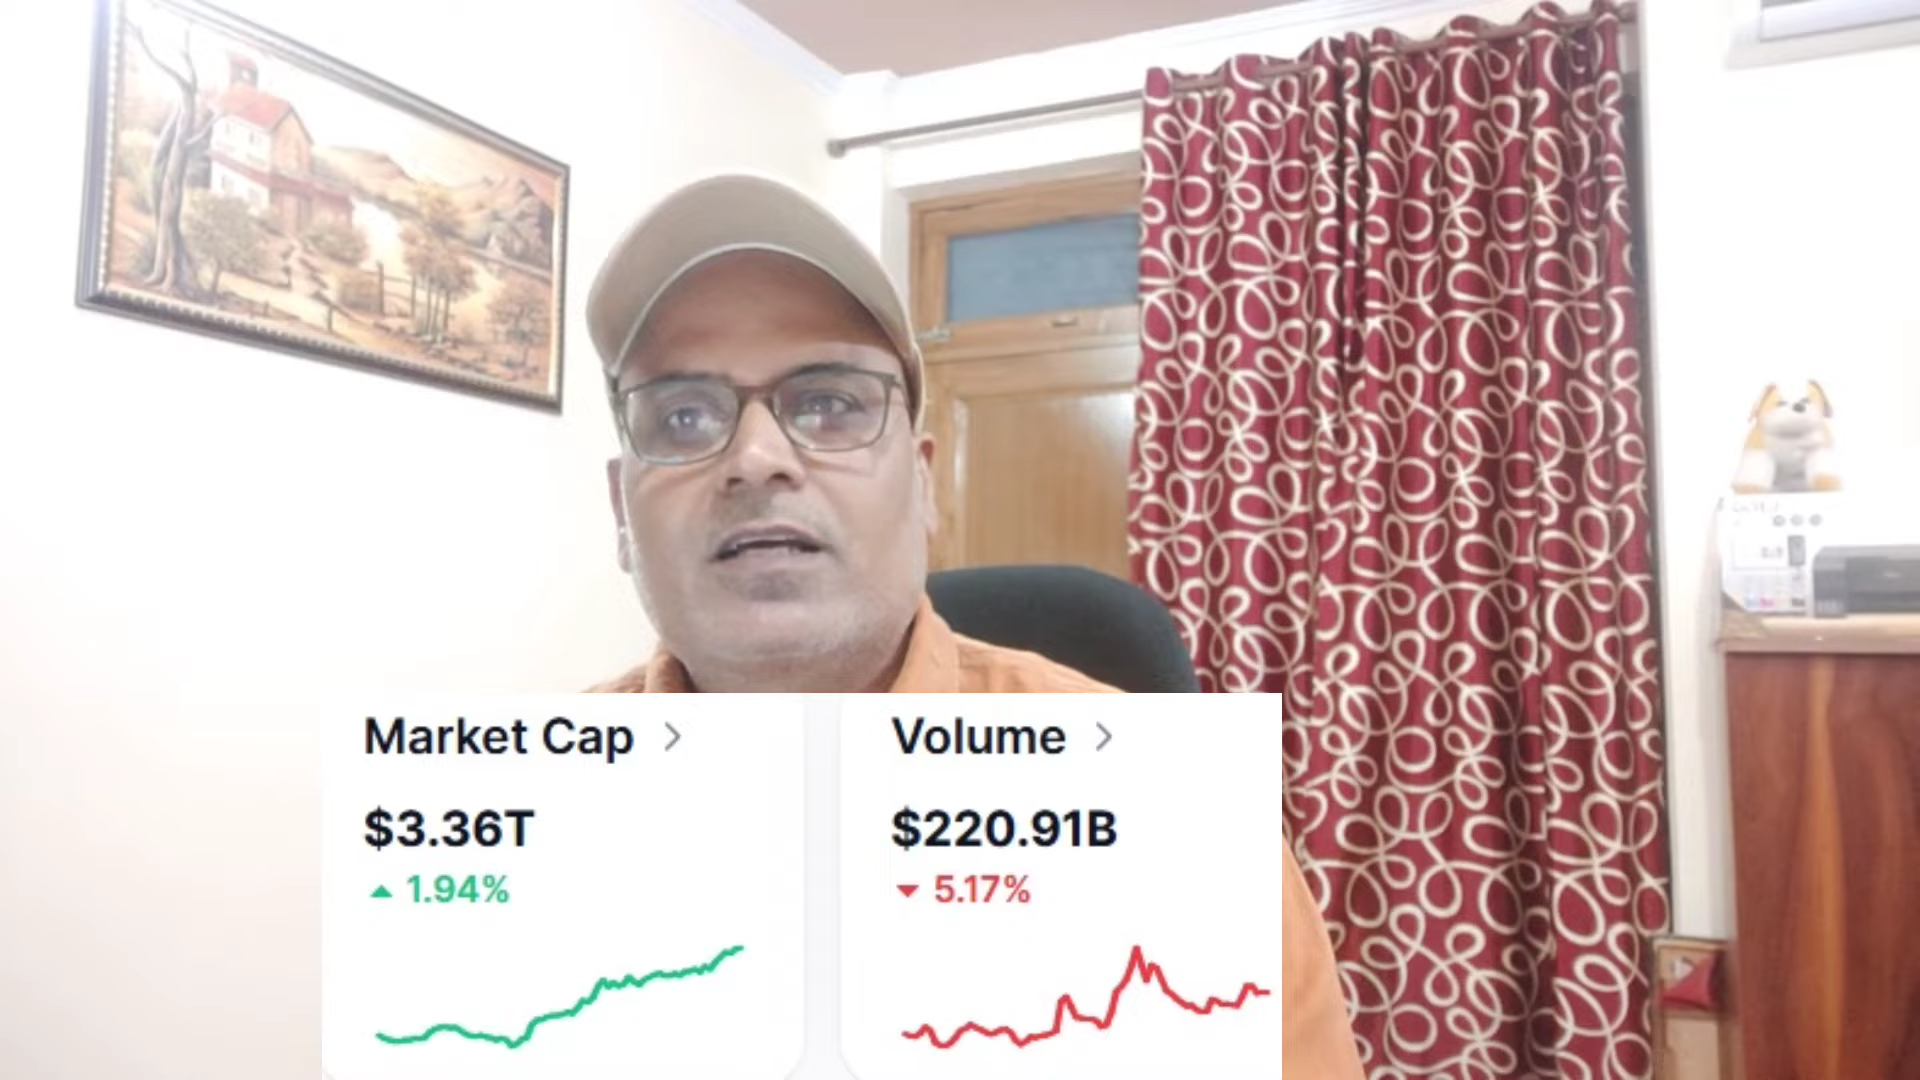 Market Cap >
$3.36T
▲ 1.94%
Volume >
$220.91B
▼ 5.17%